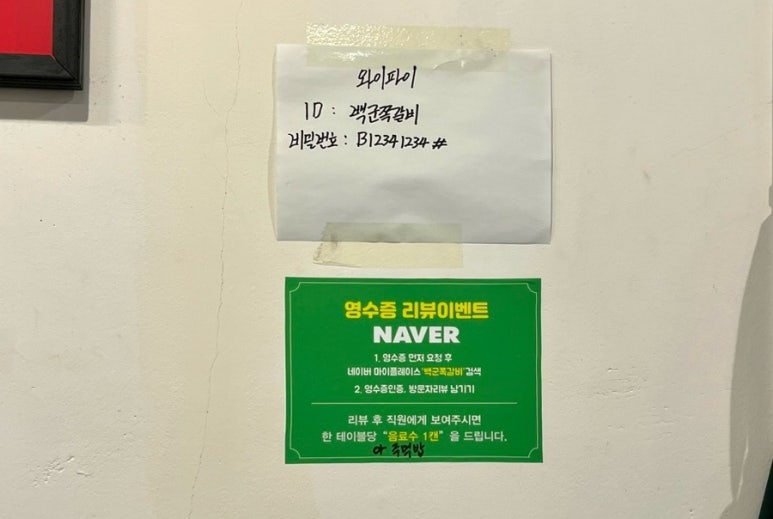 와이파이
ID : 백군쪽갈비
비밀번호 : B12341234#
영수증 리뷰이벤트
NAVER
1. 영수증 먼저 요청 후
네이버 마이플레이스 '백군쪽갈비' 검색
2. 영수증인증, 방문자리뷰 남기기
리뷰 후 직원에게 보여주시면
한 테이블당 "음료수 1캔" 을 드립니다.
주먹밥